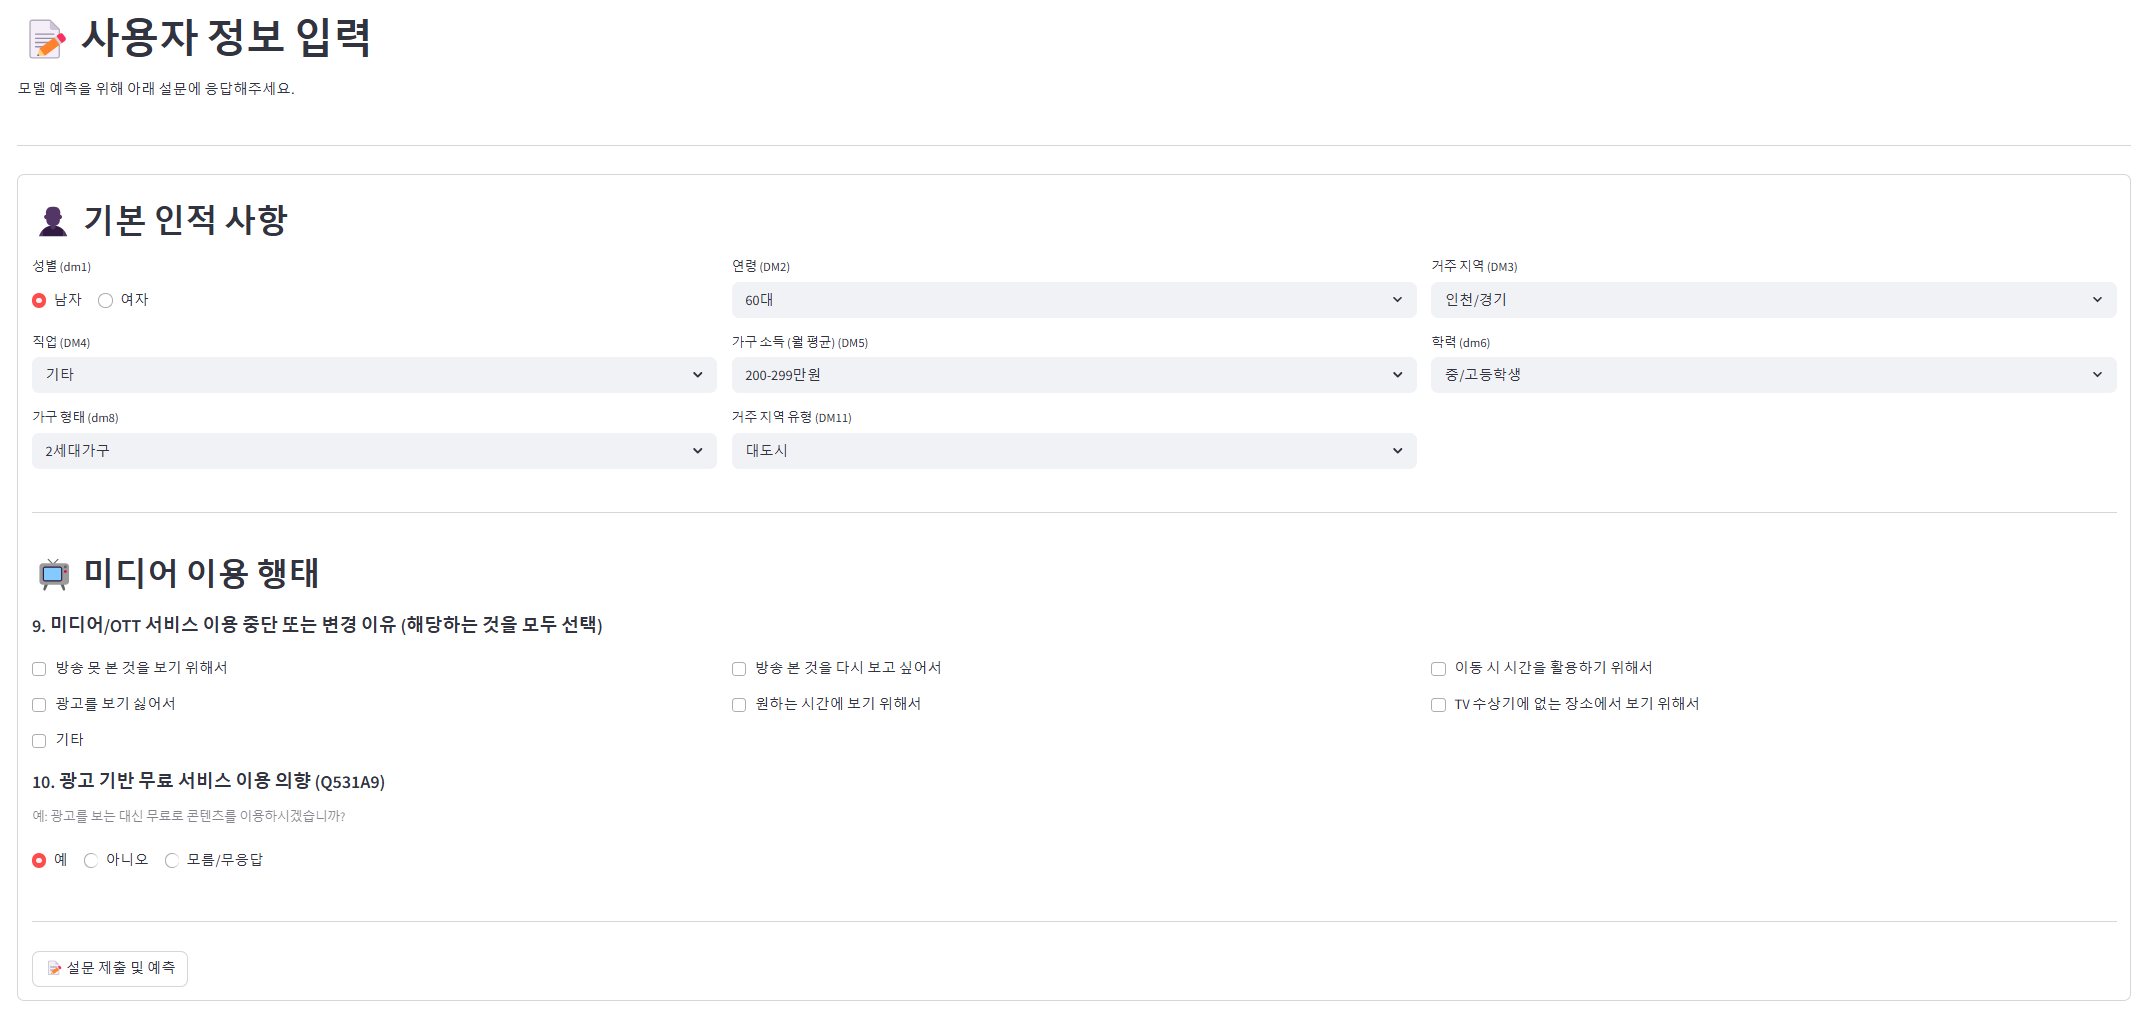 사용자 정보 입력
모델 예측을 위해 아래 설문에 응답해주세요.
기본 인적 사항
성별 (dm1)
남자 여자
연령 (DM2)
60대
거주 지역 (DM3)
인천/경기
직업 (DM4)
기타
가구 소득 (월 평균) (DM5)
200-299만원
학력 (dm6)
중/고등학생
가구 형태 (dm8)
2세대가구
거주 지역 유형 (DM11)
대도시
미디어 이용 행태
9. 미디어/OTT 서비스 이용 중단 또는 변경 이유 (해당하는 것을 모두 선택)
방송 못 본 것을 보기 위해서
방송 본 것을 다시 보고 싶어서
이동 시 시간을 활용하기 위해서
광고를 보기 싫어서
원하는 시간에 보기 위해서
TV 수상기에 없는 장소에서 보기 위해서
기타
10. 광고 기반 무료 서비스 이용 의향 (Q531A9)
예: 광고를 보는 대신 무료로 콘텐츠를 이용하시겠습니까?
예 아니오 모름/무응답
설문 제출 및 예측